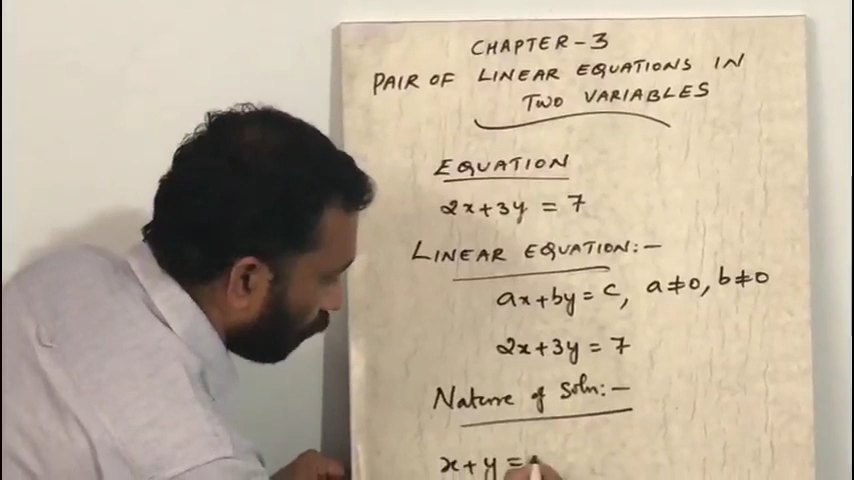 CHAPTER-3
PAIR OF LINEAR EQUATIONS IN
TWO VARIABLES
EQUATION
2x+3y = 7
LINEAR EQUATION:-
ax+by = c, a≠0, b≠0
2x+3y = 7
Nature of Soln:-
x+y =